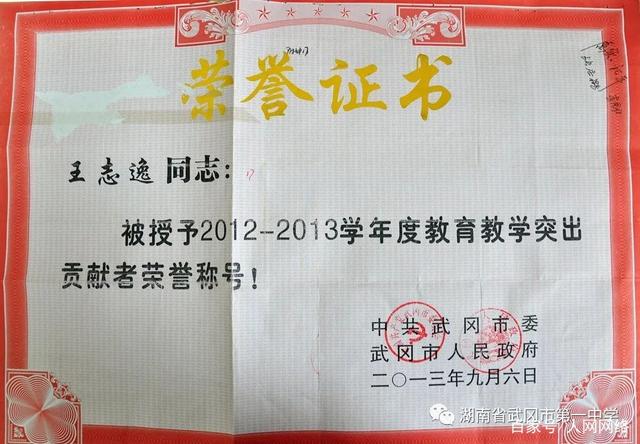 荣誉证书
王志逸同志:
被授予2012-2013学年度教育教学突出
贡献者荣誉称号!
中共武冈市委
武冈市人民政府
二〇一三年九月六日
湖南省武冈市第一中学
百家号/人网网络